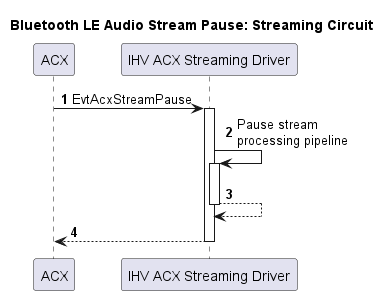 Bluetooth LE Audio Stream Pause: Streaming Circuit
ACX
IHV ACX Streaming Driver
1 EvtAcxStreamPause
2 Pause stream
processing pipeline
3
4
ACX
IHV ACX Streaming Driver